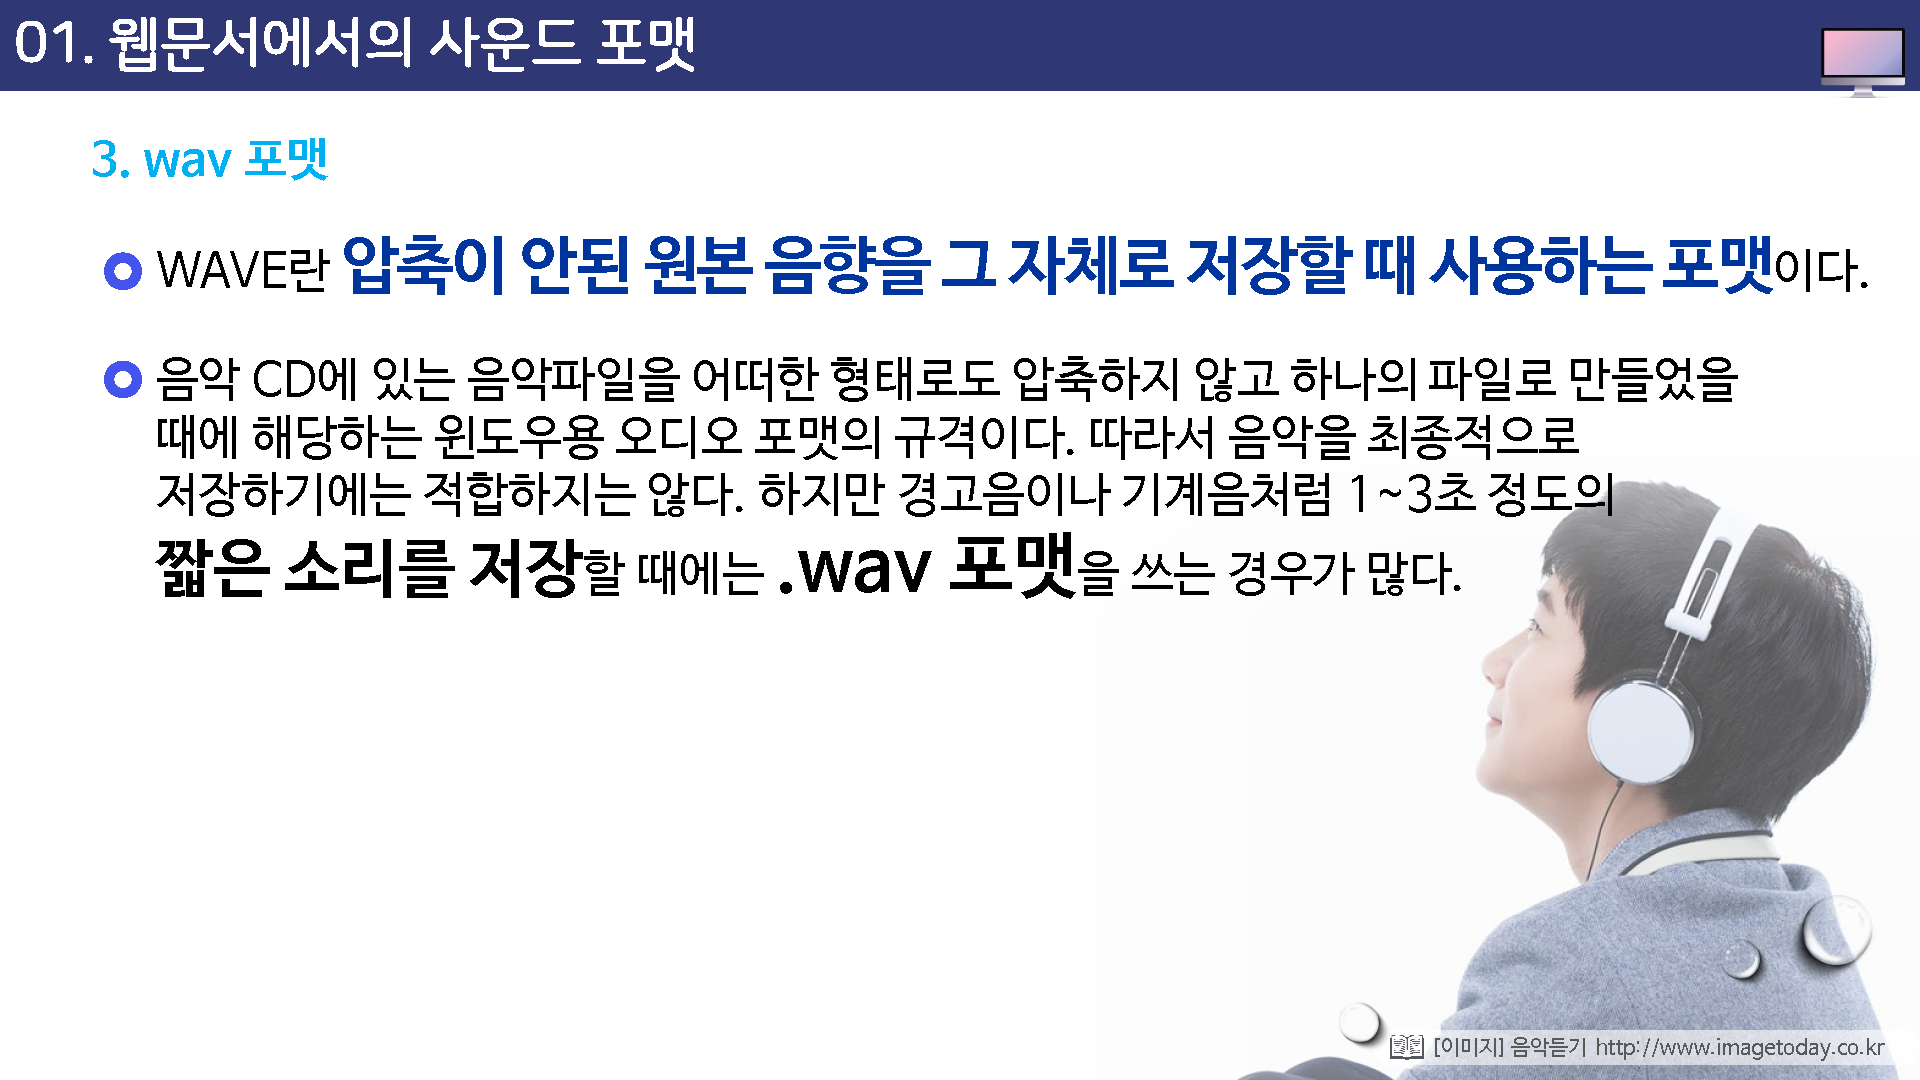 01. 웹문서에서의 사운드 포맷
3. wav 포맷
WAVE란 압축이 안된 원본 음향을 그 자체로 저장할 때 사용하는 포맷이다.
음악 CD에 있는 음악파일을 어떠한 형태로도 압축하지 않고 하나의 파일로 만들었을
때에 해당하는 윈도우용 오디오 포맷의 규격이다. 따라서 음악을 최종적으로
저장하기에는 적합하지는 않다. 하지만 경고음이나 기계음처럼 1~3초 정도의
짧은 소리를 저장할 때에는 .wav 포맷을 쓰는 경우가 많다.
[이미지] 음악듣기 http://www.imagetoday.co.kr